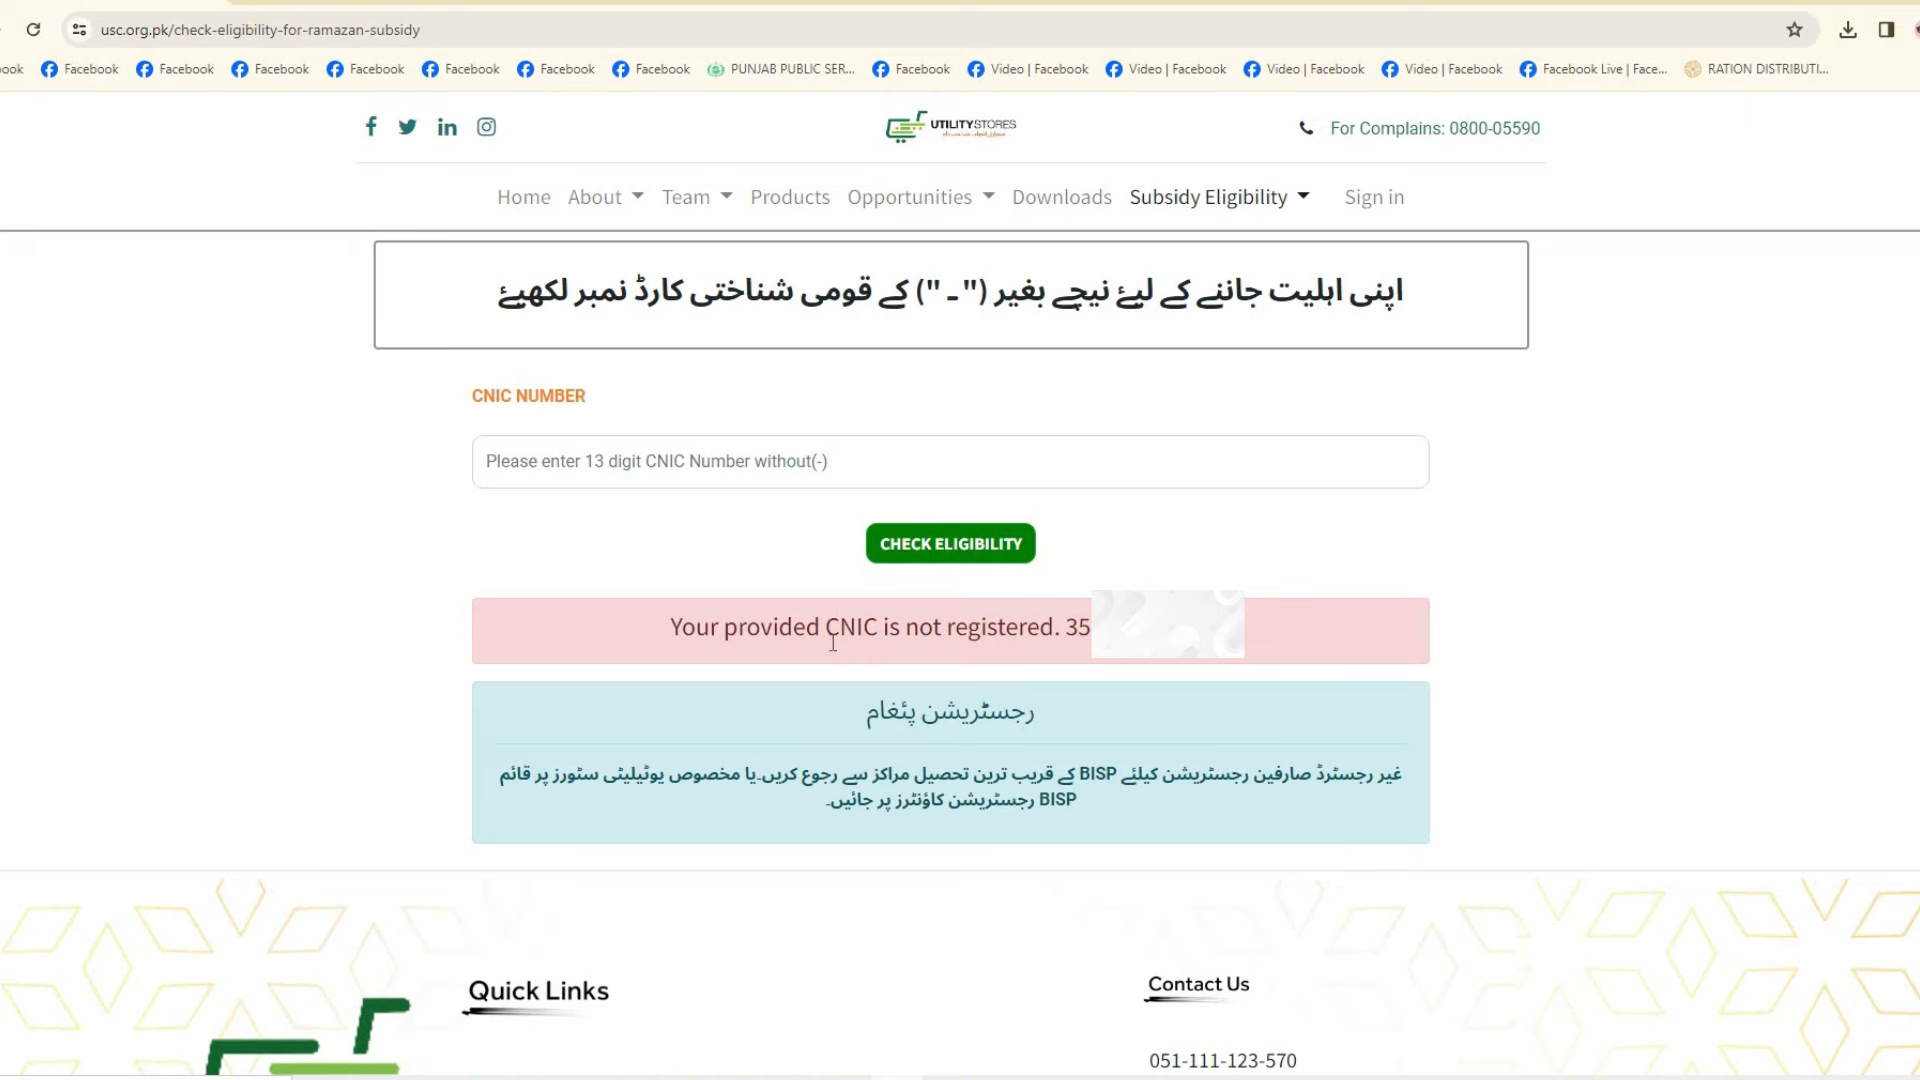 usc.org.pk/check-eligibility-for-ramazan-subsidy
ook Facebook Facebook Facebook Facebook Facebook Facebook Facebook PUNJAB PUBLIC SER... Facebook Video | Facebook Video | Facebook Video | Facebook Video | Facebook Facebook Live | Face... RATION DISTRIBUTI...
UTILITYSTORES
For Complains: 0800-05590
Home About Team Products Opportunities Downloads Subsidy Eligibility Sign in
اپنی اہلیت جاننے کے لیۓ نیچے بغیر (" - ") کے قومی شناختی کارڈ نمبر لکھیۓ
CNIC NUMBER
Please enter 13 digit CNIC Number without(-)
CHECK ELIGIBILITY
Your provided CNIC is not registered. 35
رجسٹریشن پئغام
غیر رجسٹرڈ صارفین رجسٹریشن کیلئے BISP کے قریب ترین تحصیل مراکز سے رجوع کریں۔یا مخصوص یوٹیلیٹی سٹورز پر قائم
BISP رجسٹریشن کاؤنٹرز پر جائیں۔
Quick Links
Contact Us
051-111-123-570